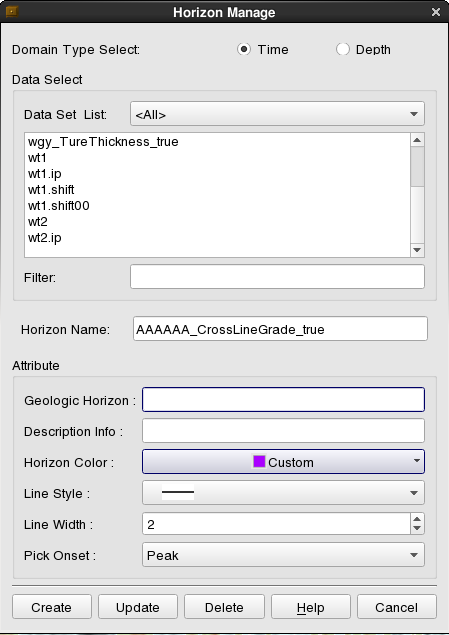 Horizon Manage
Domain Type Select: Time Depth
Data Select
Data Set List: <All>
wgy_TureThickness_true
wt1
wt1.ip
wt1.shift
wt1.shift00
wt2
wt2.ip
Filter:
Horizon Name: AAAAAA_CrossLineGrade_true
Attribute
Geologic Horizon :
Description Info :
Horizon Color : Custom
Line Style :
Line Width : 2
Pick Onset : Peak
Create Update Delete Help Cancel